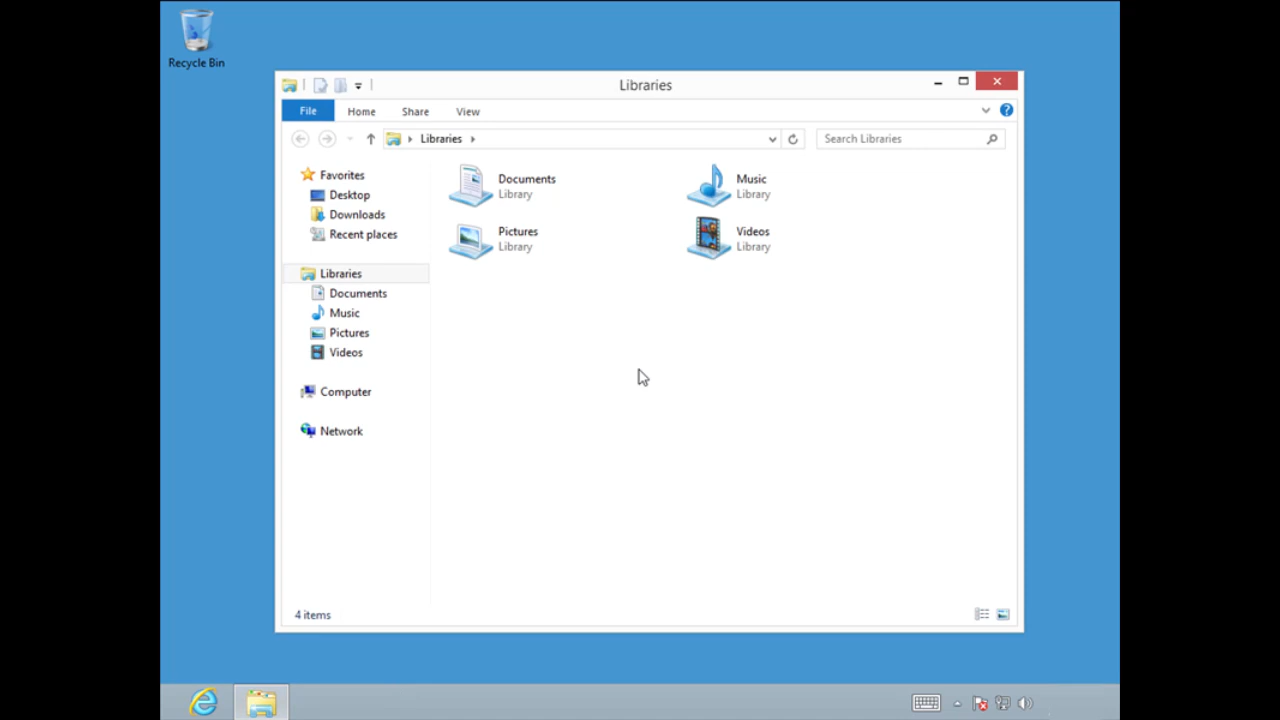 Recycle Bin
Libraries
File Home Share View
Libraries
Search Libraries
Favorites
Desktop
Downloads
Recent places
Libraries
Documents
Music
Pictures
Videos
Computer
Network
Documents
Library
Music
Library
Pictures
Library
Videos
Library
4 items